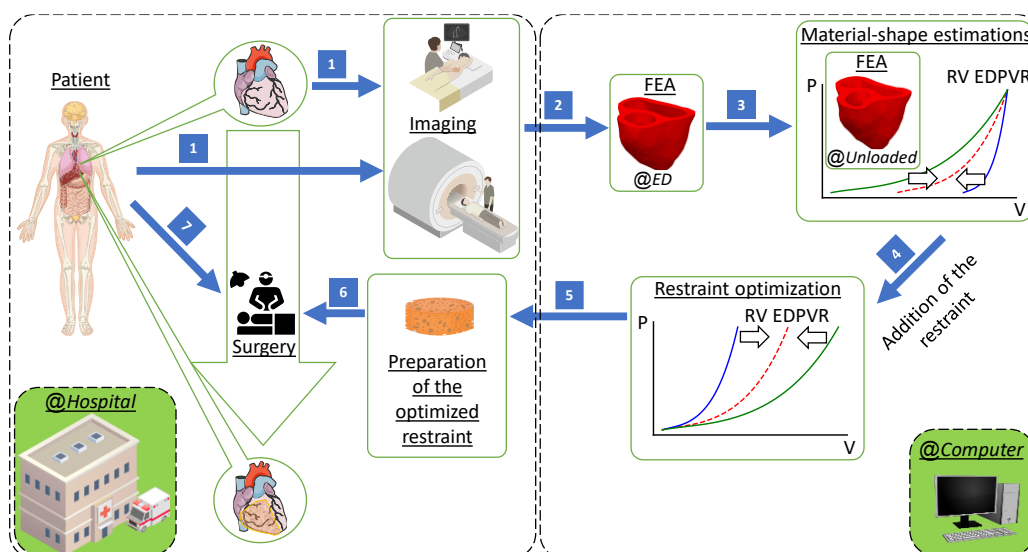 Patient
1
1
Imaging
7
Surgery
6
Preparation
of the
optimized
restraint
@Hospital
2
FEA
@ED
3
Material-shape estimations
P
FEA
@Unloaded
RV EDPVR
V
4
Addition of the
restraint
5
Restraint optimization
P
RV EDPVR
V
@Computer